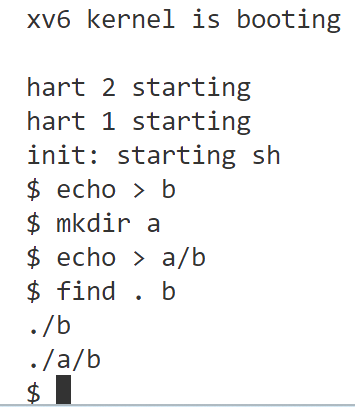 xv6 kernel is booting
hart 2 starting
hart 1 starting
init: starting sh
$ echo > b
$ mkdir a
$ echo > a/b
$ find . b
./b
./a/b
$